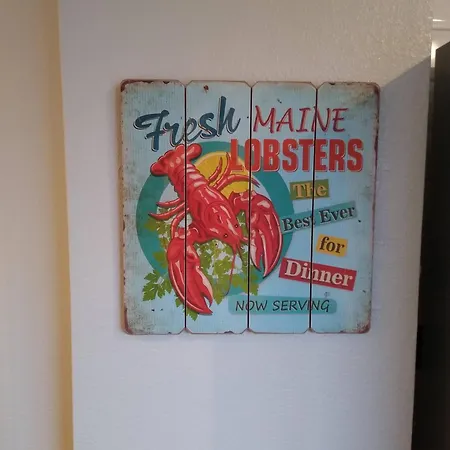 Fresh MAINE
LOBSTERS
The
Best Ever
for
Dinner
NOW SERVING